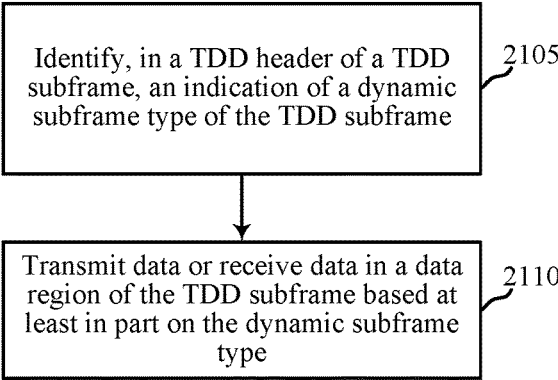 Identify, in a TDD header of a TDD
subframe, an indication of a dynamic
subframe type of the TDD subframe
2105
Transmit data or receive data in a data
region of the TDD subframe based at
least in part on the dynamic subframe
type
2110